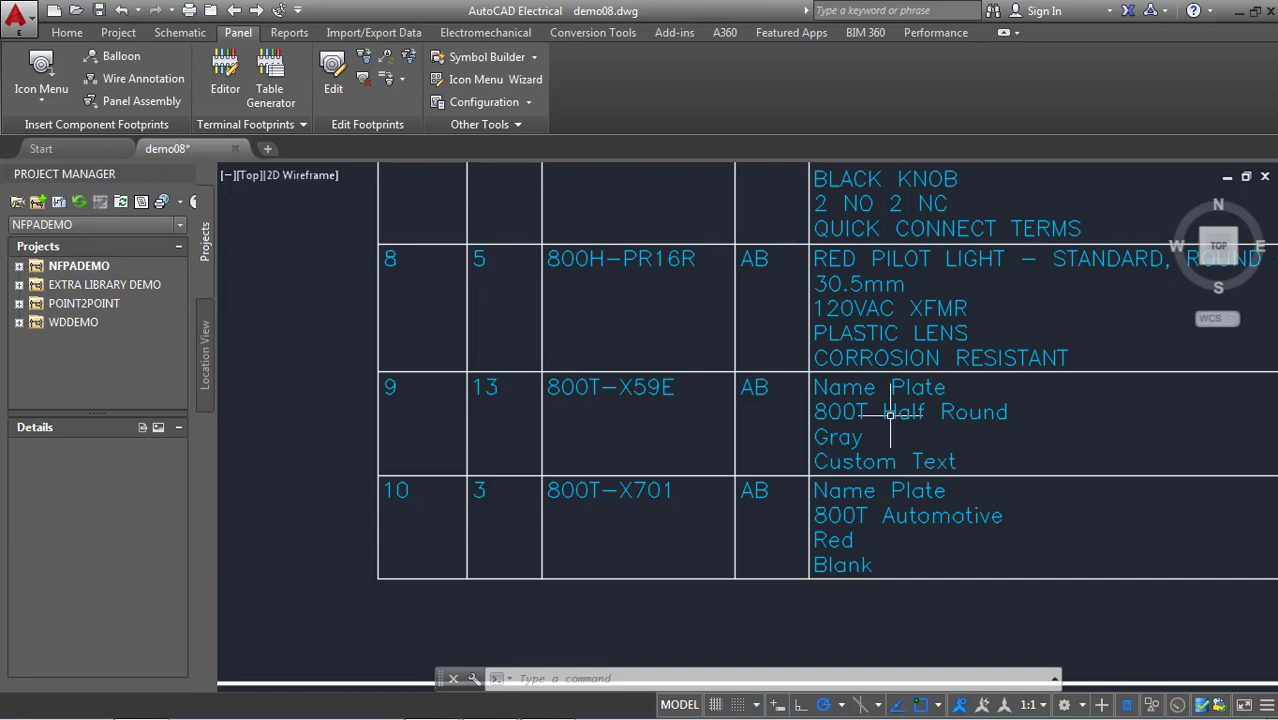 AutoCAD Electrical demo08.dwg
Type a keyword or phrase
Sign In
E
Home Project Schematic Panel Reports Import/Export Data Electromechanical Conversion Tools Add-ins A360 Featured Apps BIM 360 Performance
Icon Menu
Balloon
Wire Annotation
Panel Assembly
Editor
Table Generator
Edit
Symbol Builder
Icon Menu Wizard
Configuration
Insert Component Footprints
Terminal Footprints
Edit Footprints
Other Tools
Start
demo08*
PROJECT MANAGER
NFPADEMO
Projects
NFPADEMO
EXTRA LIBRARY DEMO
POINT2POINT
WDDEMO
Details
Projects
Location View
[−][Top][2D Wireframe]
BLACK KNOB
2 NO 2 NC
QUICK CONNECT TERMS
8 5 800H-PR16R AB RED PILOT LIGHT - STANDARD, ROUND
30.5mm
120VAC XFMR
PLASTIC LENS
CORROSION RESISTANT
9 13 800T-X59E AB Name Plate
800T Half Round
Gray
Custom Text
10 3 800T-X701 AB Name Plate
800T Automotive
Red
Blank
N
W TOP E
S
WCS
Type a command
MODEL
1:1